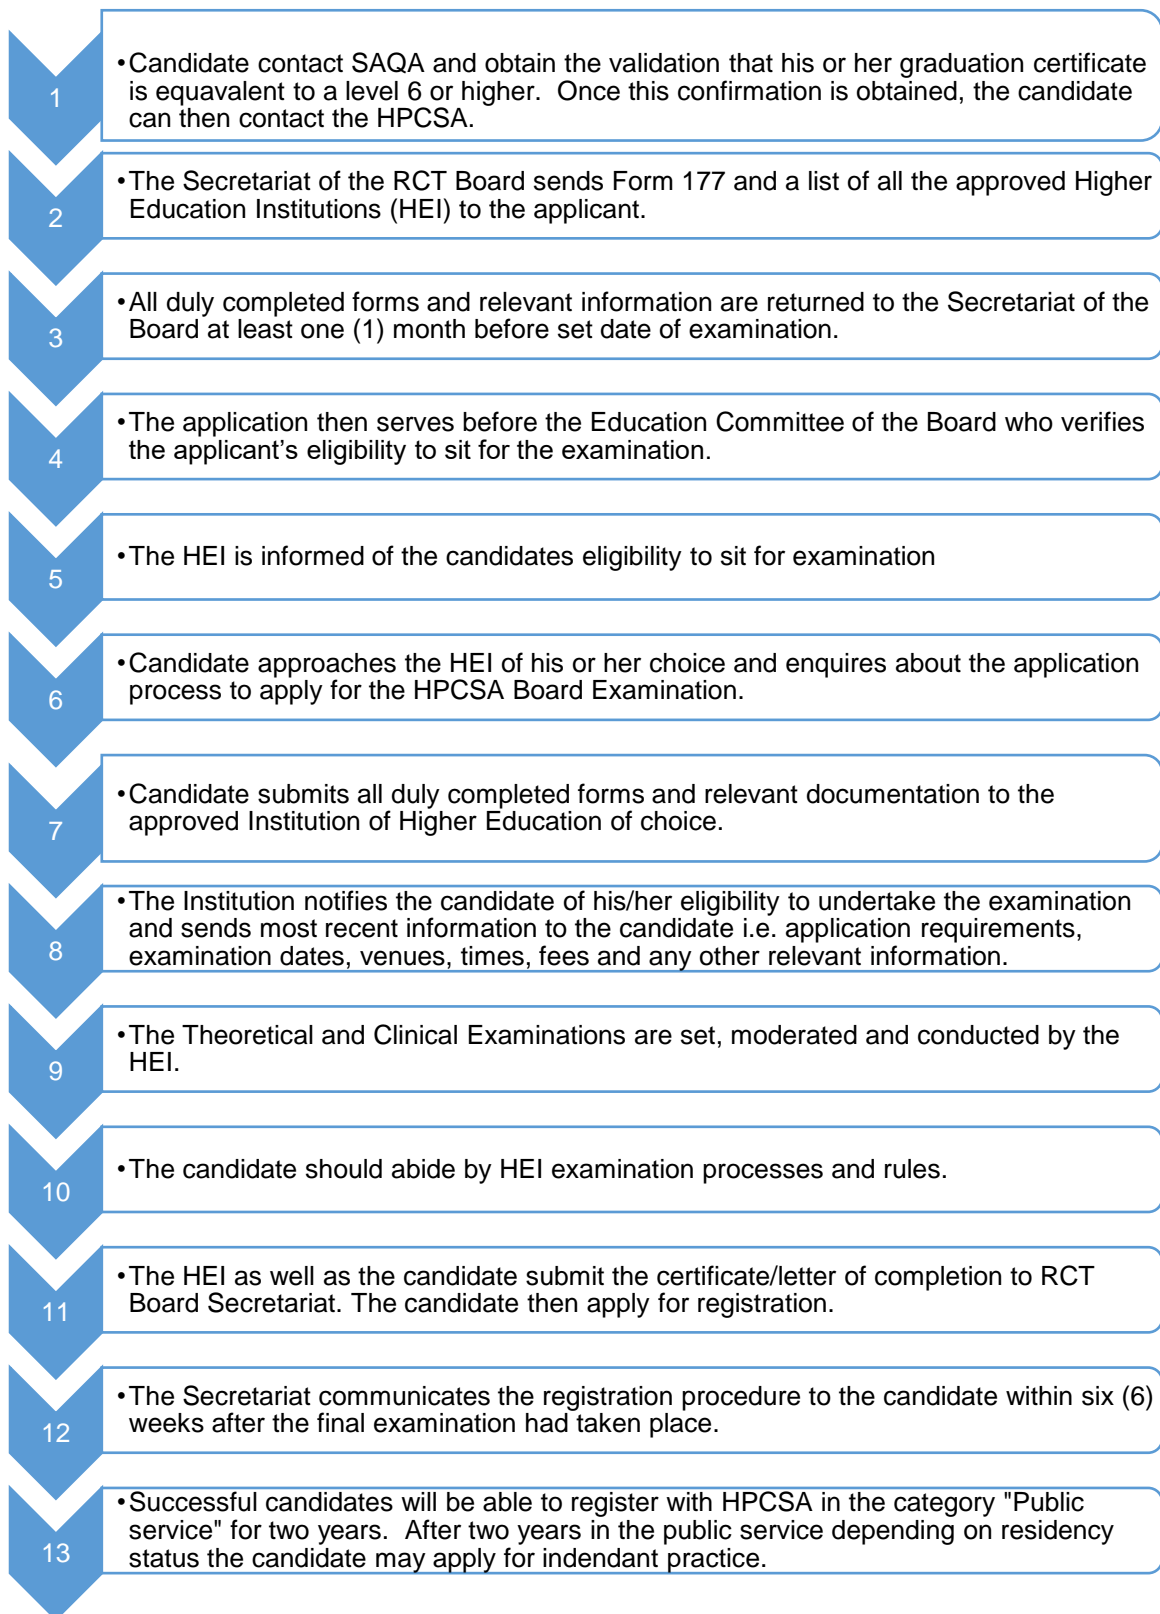 1
•Candidate contact SAQA and obtain the validation that his or her graduation certificate
is equavalent to a level 6 or higher.  Once this confirmation is obtained, the candidate
can then contact the HPCSA.
2
•The Secretariat of the RCT Board sends Form 177 and a list of all the approved Higher
Education Institutions (HEI) to the applicant.
3
•All duly completed forms and relevant information are returned to the Secretariat of the
Board at least one (1) month before set date of examination.
4
•The application then serves before the Education Committee of the Board who verifies
the applicant’s eligibility to sit for the examination.
5
•The HEI is informed of the candidates eligibility to sit for examination
6
•Candidate approaches the HEI of his or her choice and enquires about the application
process to apply for the HPCSA Board Examination.
7
•Candidate submits all duly completed forms and relevant documentation to the
approved Institution of Higher Education of choice.
8
•The Institution notifies the candidate of his/her eligibility to undertake the examination
and sends most recent information to the candidate i.e. application requirements,
examination dates, venues, times, fees and any other relevant information.
9
•The Theoretical and Clinical Examinations are set, moderated and conducted by the
HEI.
10
•The candidate should abide by HEI examination processes and rules.
11
•The HEI as well as the candidate submit the certificate/letter of completion to RCT
Board Secretariat. The candidate then apply for registration.
12
•The Secretariat communicates the registration procedure to the candidate within six (6)
weeks after the final examination had taken place.
13
•Successful candidates will be able to register with HPCSA in the category "Public
service" for two years.  After two years in the public service depending on residency
status the candidate may apply for indendant practice.